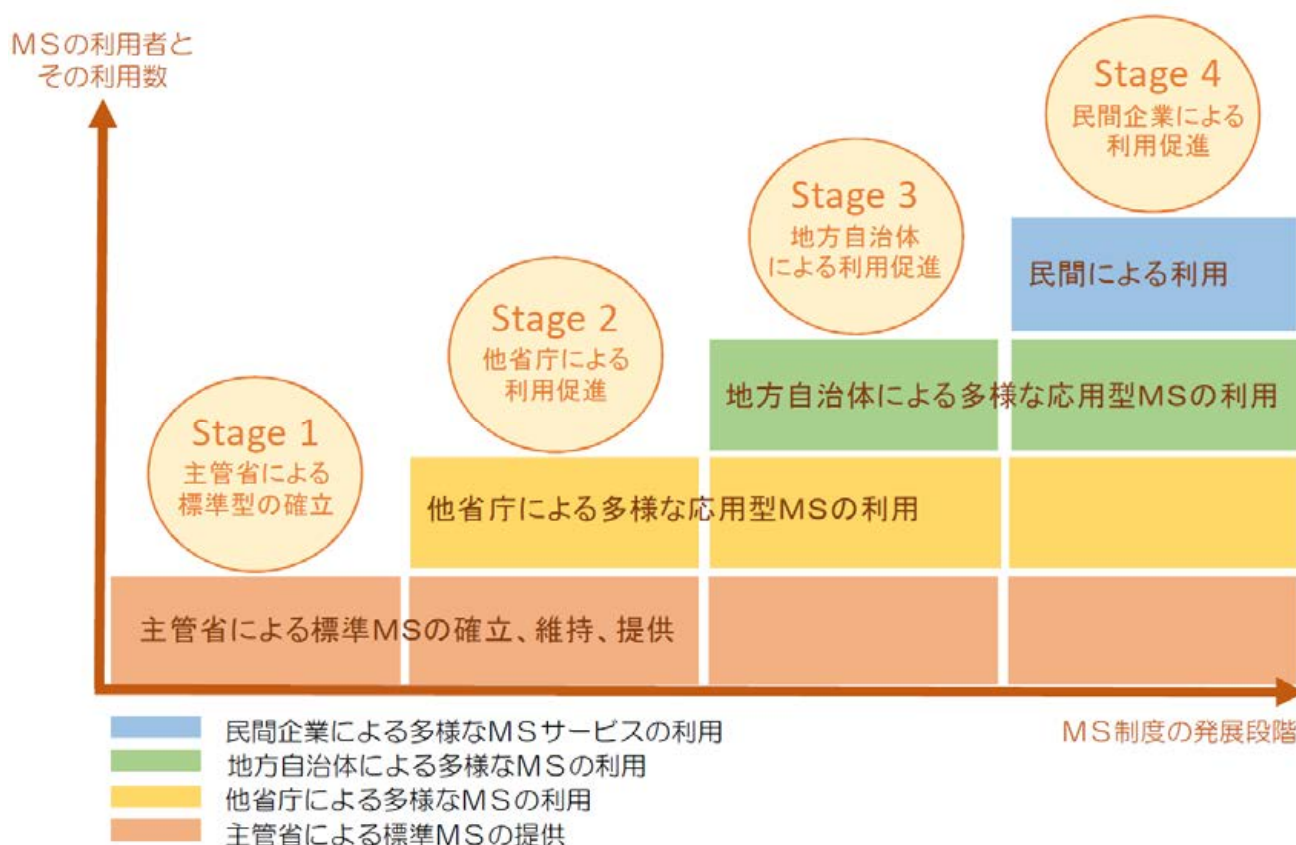 MSの利用者と
その利用数
Stage 4
民間企業による
利用促進
Stage 3
地方自治体
による利用促進
民間による利用
Stage 2
他省庁による
利用促進
地方自治体による多様な応用型MSの利用
Stage 1
主管省による
標準型の確立
他省庁による多様な応用型MSの利用
主管省による標準MSの確立、維持、提供
MS制度の発展段階
民間企業による多様なMSサービスの利用
地方自治体による多様なMSの利用
他省庁による多様なMSの利用
主管省による標準MSの提供